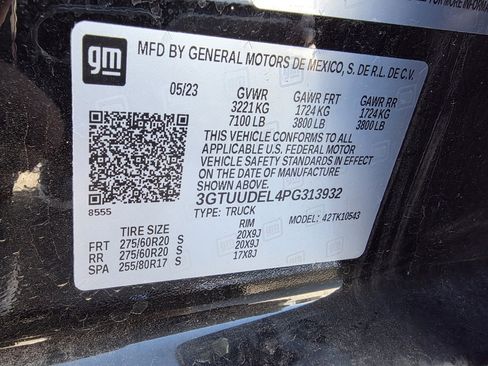 FOR MORE INFORMA
gm
MFD BY GENERAL MOTORS DE MEXICO, S. DE R.L. DE C.V.
05/23 GVWR GAWR FRT GAWR RR
3221 KG 1724 KG 1724 KG
7100 LB 3800 LB 3800 LB
THIS VEHICLE CONFORMS TO ALL
APPLICABLE U.S. FEDERAL MOTOR
VEHICLE SAFETY STANDARDS IN EFFECT
ON THE DATE OF MANUFACTURE
SHOWN ABOVE.
3GTUUDEL4PG313932
8555 TYPE: TRUCK MODEL: 42TK10543
TIRE SIZE RIM
FRT 275/60R20 S 20X9J
RR 275/60R20 S 20X9J
SPA 255/80R17 S 17X8J